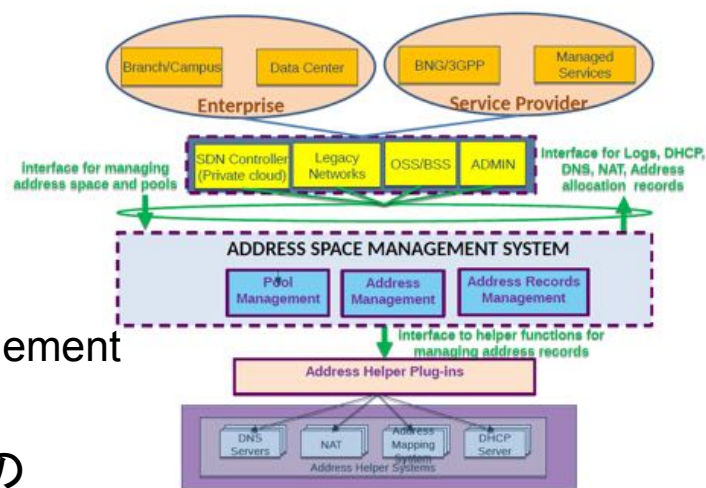 Branch/Campus
Data Center
Enterprise
BNG/3GPP
Managed
Services
Service Provider
interface for managing
address space and pools
SDN Controller
(Private cloud)
Legacy
Networks
OSS/BSS
ADMIN
Interface for Logs, DHCP,
DNS, NAT, Address
allocation records
ADDRESS SPACE MANAGEMENT SYSTEM
Pool
Management
Address
Management
Address Records
Management
interface to helper functions for
managing address records
ement
Address Helper Plug-ins
DNS
Servers
NAT
Address
Mapping
System
DHCP
Server
Address Helper Systems
の